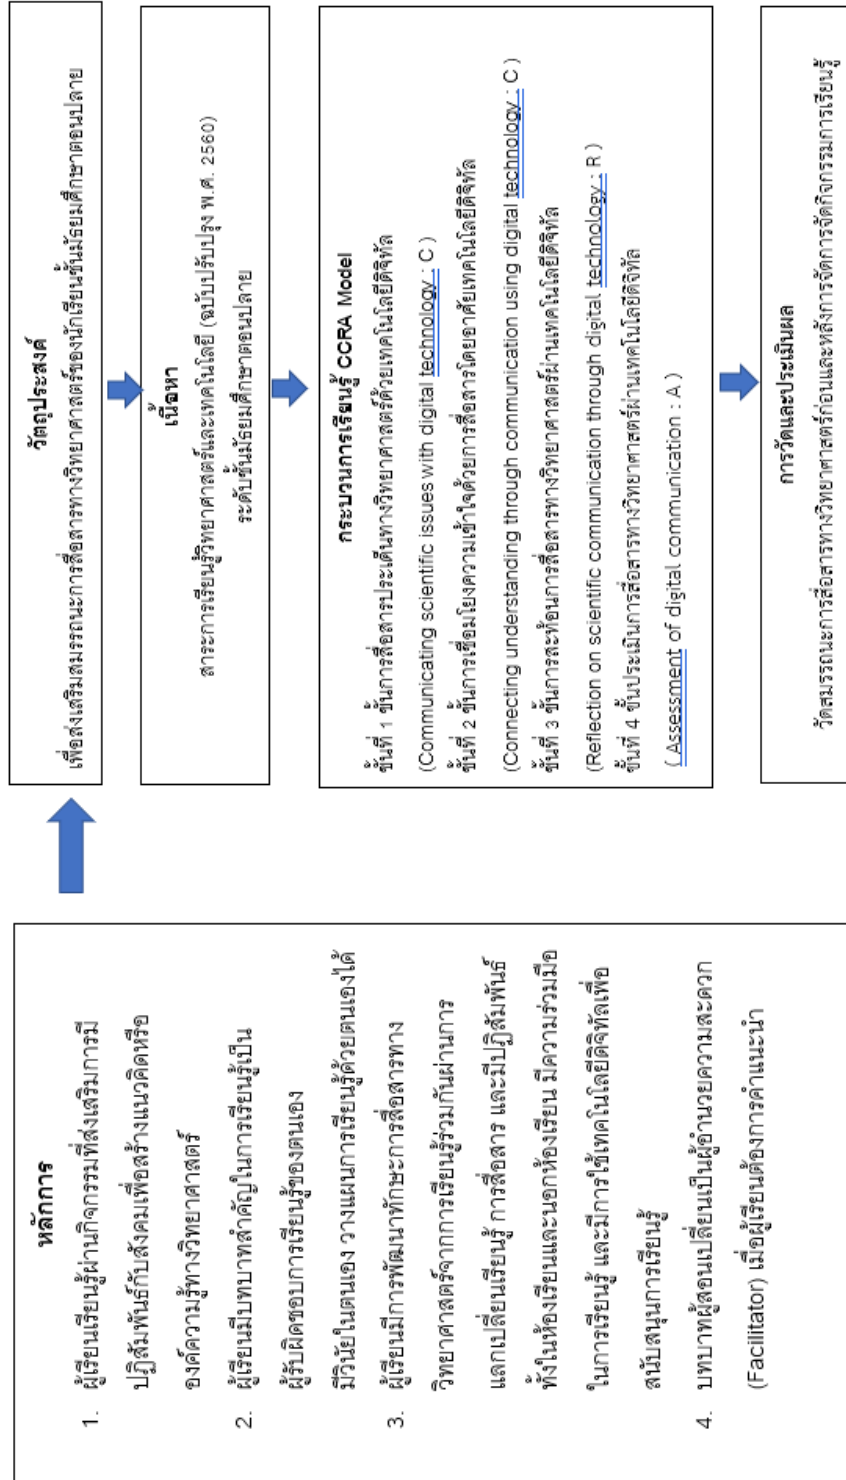 หลักการ
1. ผู้เรียนเรียนรู้ผ่านกิจกรรมที่ส่งเสริมการมี
ปฏิสัมพันธ์กับสังคมเพื่อสร้างแนวคิดหรือ
องค์ความรู้ทางวิทยาศาสตร์
2. ผู้เรียนมีบทบาทสำคัญในการเรียนรู้เป็น
ผู้รับผิดชอบการเรียนรู้ของตนเอง
มีวินัยในตนเอง วางแผนการเรียนรู้ด้วยตนเองได้
3. ผู้เรียนมีการพัฒนาทักษะการสื่อสารทาง
วิทยาศาสตร์จากการเรียนรู้ร่วมกันผ่านการ
แลกเปลี่ยนเรียนรู้ การสื่อสาร และมีปฏิสัมพันธ์
ทั้งในห้องเรียนและนอกห้องเรียน มีความร่วมมือ
ในการเรียนรู้ และมีการใช้เทคโนโลยีดิจิทัลเพื่อ
สนับสนุนการเรียนรู้
4. บทบาทผู้สอนเปลี่ยนเป็นผู้อำนวยความสะดวก
(Facilitator) เมื่อผู้เรียนต้องการคำแนะนำ
วัตถุประสงค์
เพื่อส่งเสริมสมรรถนะการสื่อสารทางวิทยาศาสตร์ของนักเรียนชั้นมัธยมศึกษาตอนปลาย
เนื้อหา
สาระการเรียนรู้วิทยาศาสตร์และเทคโนโลยี (ฉบับปรับปรุง พ.ศ. 2560)
ระดับชั้นมัธยมศึกษาตอนปลาย
กระบวนการเรียนรู้ CCRA Model
ขั้นที่ 1 ขั้นการสื่อสารประเด็นทางวิทยาศาสตร์ด้วยเทคโนโลยีดิจิทัล
(Communicating scientific issues with digital technology : C )
ขั้นที่ 2 ขั้นการเชื่อมโยงความเข้าใจด้วยการสื่อสารโดยอาศัยเทคโนโลยีดิจิทัล
(Connecting understanding through communication using digital technology : C )
ขั้นที่ 3 ขั้นการสะท้อนการสื่อสารทางวิทยาศาสตร์ผ่านเทคโนโลยีดิจิทัล
(Reflection on scientific communication through digital technology : R )
ขั้นที่ 4 ขั้นประเมินการสื่อสารทางวิทยาศาสตร์ผ่านเทคโนโลยีดิจิทัล
( Assessment of digital communication : A )
การวัดและประเมินผล
วัดสมรรถนะการสื่อสารทางวิทยาศาสตร์ก่อนและหลังการจัดการจัดกิจกรรมการเรียนรู้